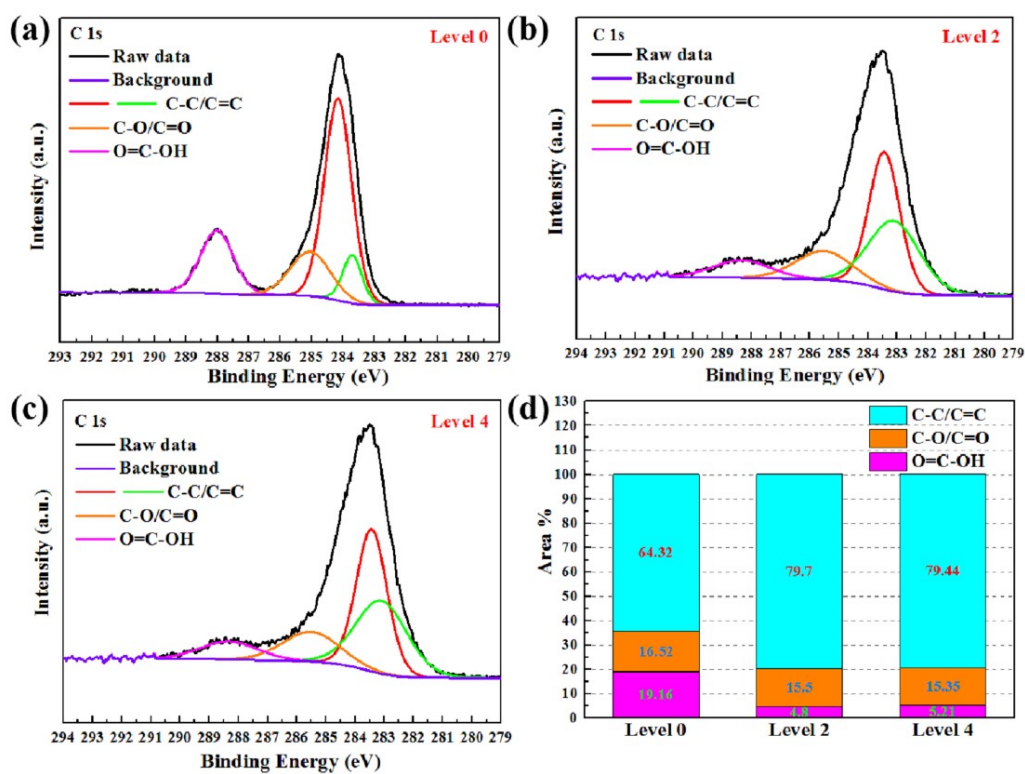 (a)
C 1s
Level 0
Raw data
Background
C-C/C=C
C-O/C=O
O=C-OH
Intensity (a.u.)
293 292 291 290 289 288 287 286 285 284 283 282 281 280 279
Binding Energy (eV)
(b)
C 1s
Level 2
Raw data
Background
C-C/C=C
C-O/C=O
O=C-OH
Intensity (a.u.)
294 293 292 291 290 289 288 287 286 285 284 283 282 281 280 279
Binding Energy (eV)
(c)
C 1s
Level 4
Raw data
Background
C-C/C=C
C-O/C=O
O=C-OH
Intensity (a.u.)
294 293 292 291 290 289 288 287 286 285 284 283 282 281 280 279
Binding Energy (eV)
(d)
C-C/C=C
C-O/C=O
O=C-OH
Area %
130
120
110
100
90
80
70
60
50
40
30
20
10
0
64.32
79.7
79.44
16.52
15.5
15.35
19.16
4.8
5.21
Level 0
Level 2
Level 4